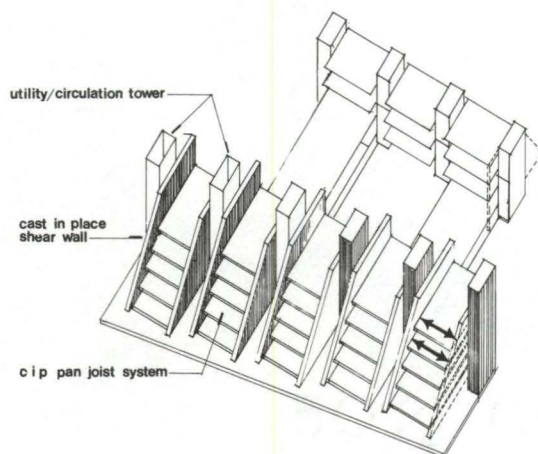 utility/circulation tower
cast in place
shear wall
c i p pan joist system